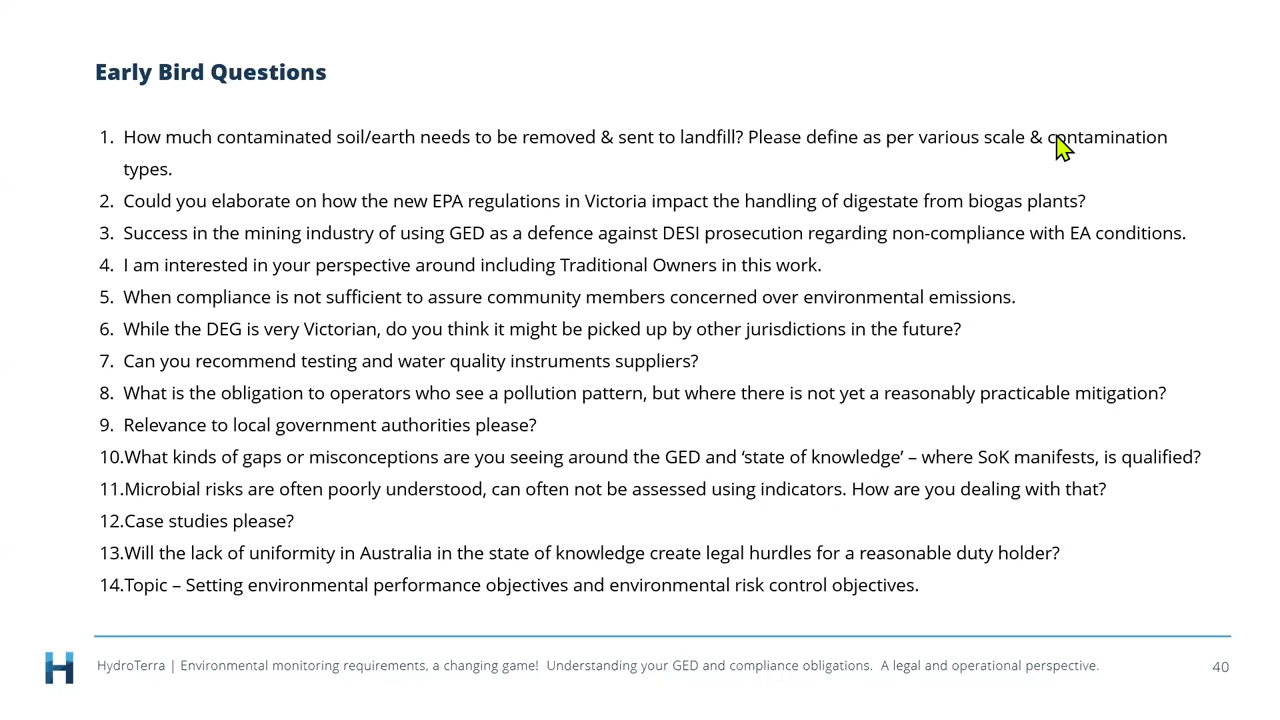 Early Bird Questions
1. How much contaminated soil/earth needs to be removed & sent to landfill? Please define as per various scale & contamination
types.
2. Could you elaborate on how the new EPA regulations in Victoria impact the handling of digestate from biogas plants?
3. Success in the mining industry of using GED as a defence against DESI prosecution regarding non-compliance with EA conditions.
4. I am interested in your perspective around including Traditional Owners in this work.
5. When compliance is not sufficient to assure community members concerned over environmental emissions.
6. While the DEG is very Victorian, do you think it might be picked up by other jurisdictions in the future?
7. Can you recommend testing and water quality instruments suppliers?
8. What is the obligation to operators who see a pollution pattern, but where there is not yet a reasonably practicable mitigation?
9. Relevance to local government authorities please?
10.What kinds of gaps or misconceptions are you seeing around the GED and ‘state of knowledge’ – where SoK manifests, is qualified?
11.Microbial risks are often poorly understood, can often not be assessed using indicators. How are you dealing with that?
12.Case studies please?
13.Will the lack of uniformity in Australia in the state of knowledge create legal hurdles for a reasonable duty holder?
14.Topic – Setting environmental performance objectives and environmental risk control objectives.
HydroTerra | Environmental monitoring requirements, a changing game! Understanding your GED and compliance obligations. A legal and operational perspective. 40